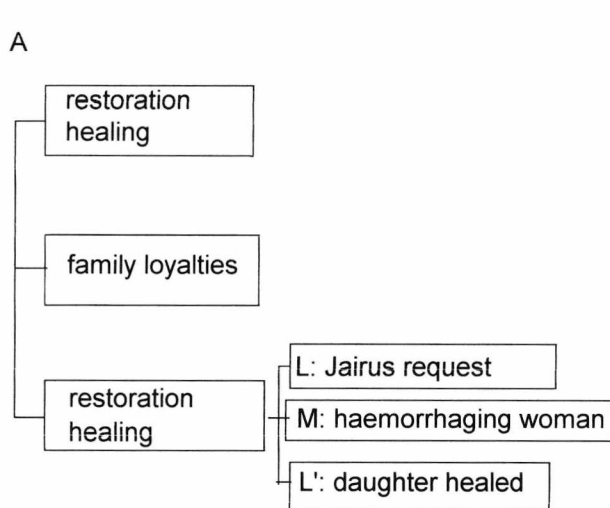 A
restoration
healing
family loyalties
restoration
healing
L: Jairus request
M: haemorrhaging woman
L': daughter healed